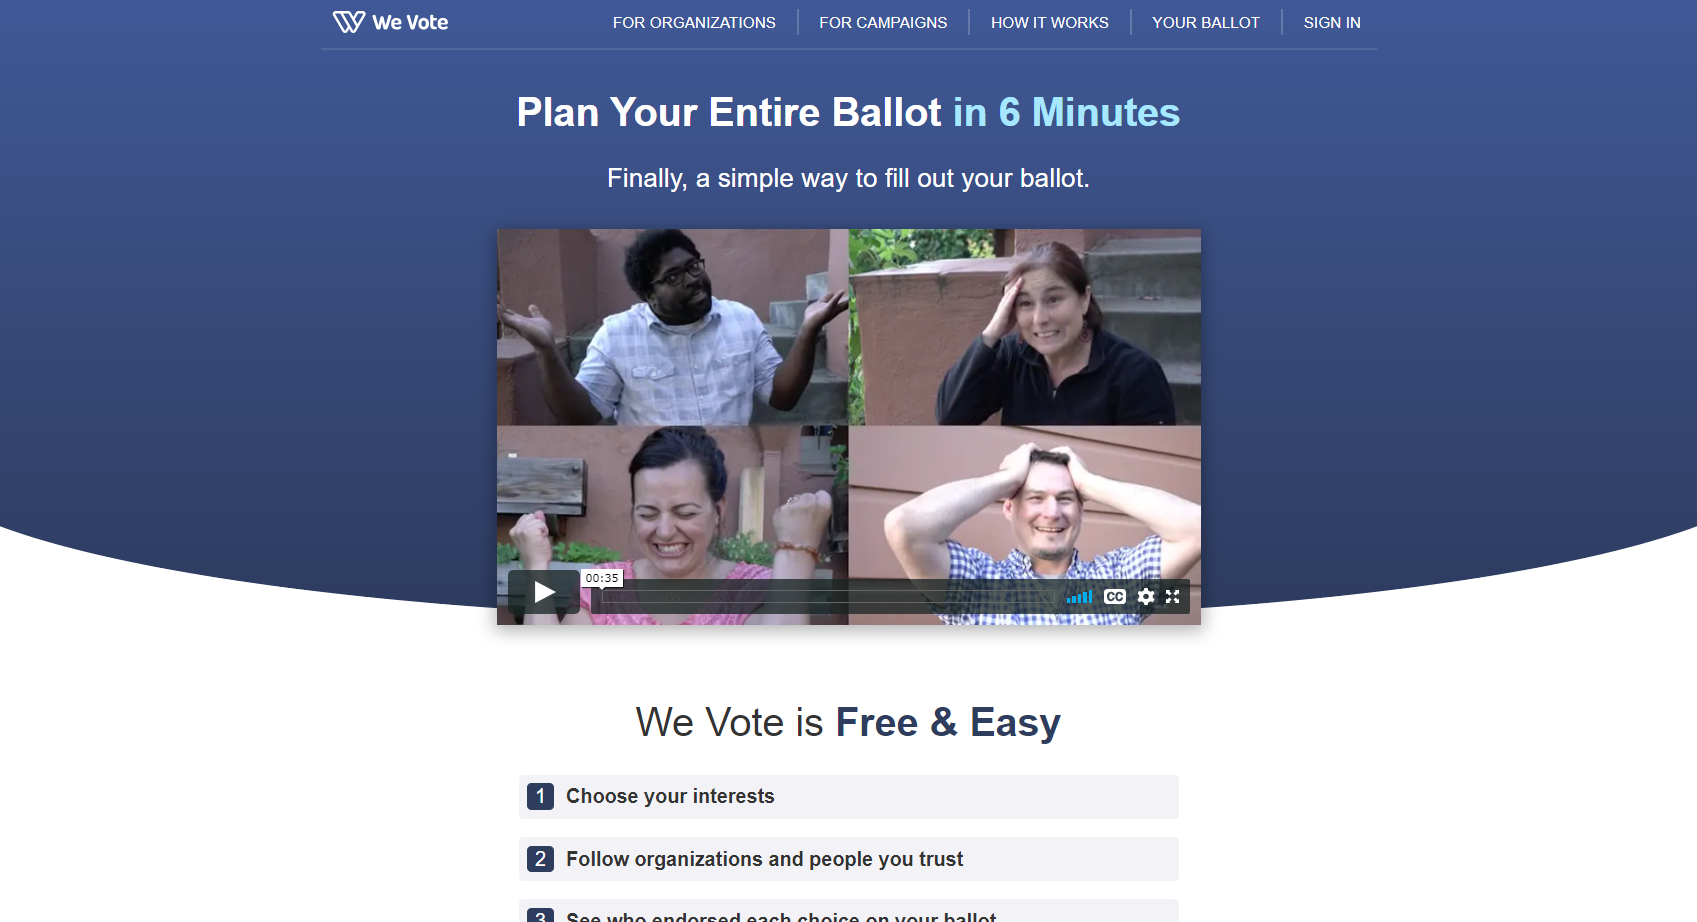 We Vote
FOR ORGANIZATIONS
FOR CAMPAIGNS
HOW IT WORKS
YOUR BALLOT
SIGN IN
Plan Your Entire Ballot in 6 Minutes
Finally, a simple way to fill out your ballot.
00:35
CC
We Vote is Free & Easy
1 Choose your interests
2 Follow organizations and people you trust
3 See who endorsed each choice on your ballot